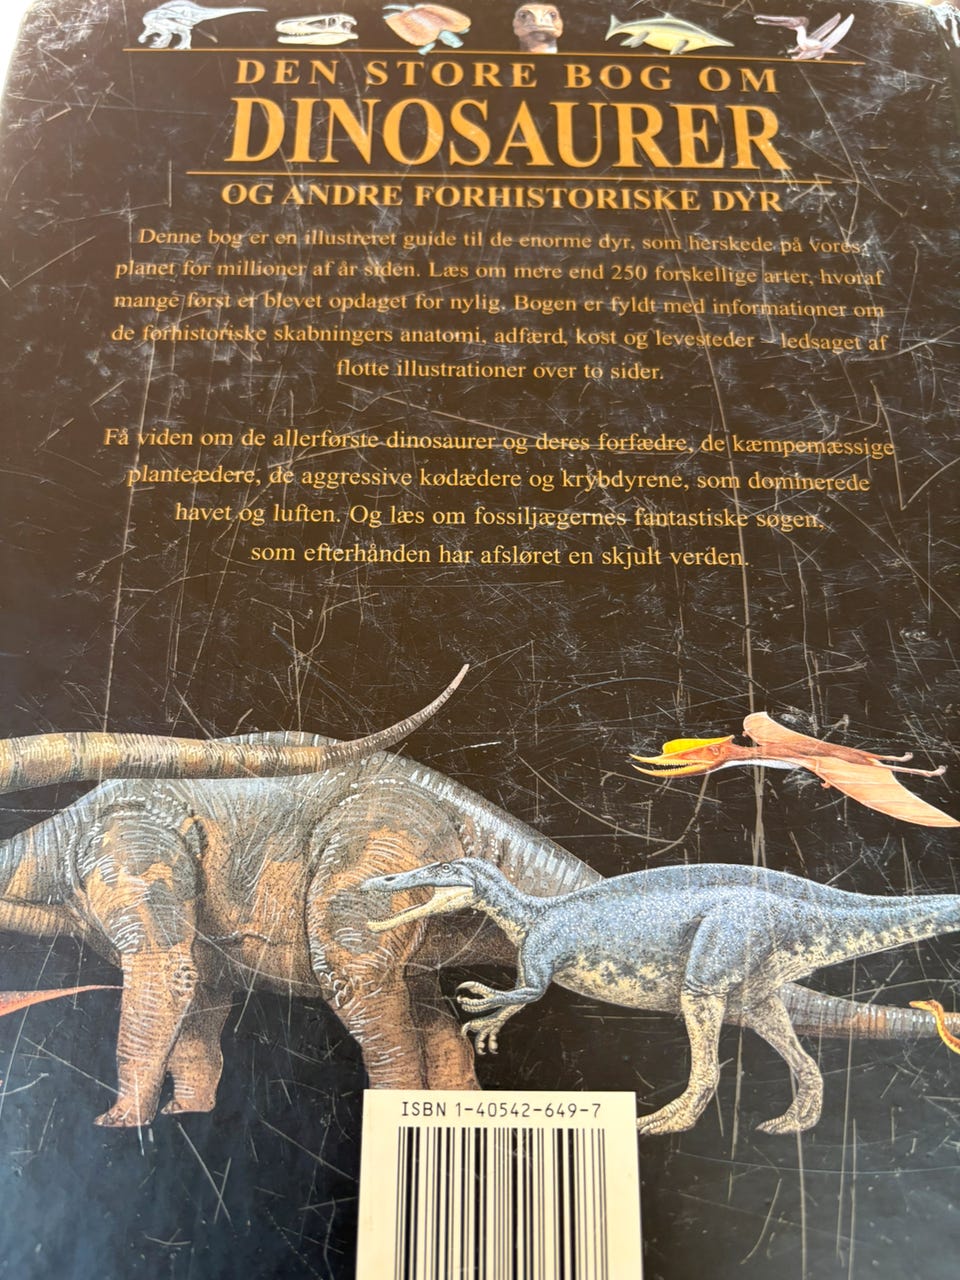 DEN STORE BOG OM
DINOSAURER
OG ANDRE FORHISTORISKE DYR
Denne bog er en illustreret guide til de enorme dyr, som herskede på vores
planet for millioner af år siden. Læs om mere end 250 forskellige arter, hvoraf
mange først er blevet opdaget for nylig. Bogen er fyldt med informationer om
de forhistoriske skabningers anatomi, adfærd, kost og levesteder – ledsaget af
flotte illustrationer over to sider.
Få viden om de allerførste dinosaurer og deres forfædre, de kæmpemæssige
planteædere, de aggressive kødædere og krybdyrene, som dominerede
havet og luften. Og læs om fossiljægernes fantastiske søgen,
som efterhånden har afsløret en skjult verden.
ISBN 1-40542-649-7